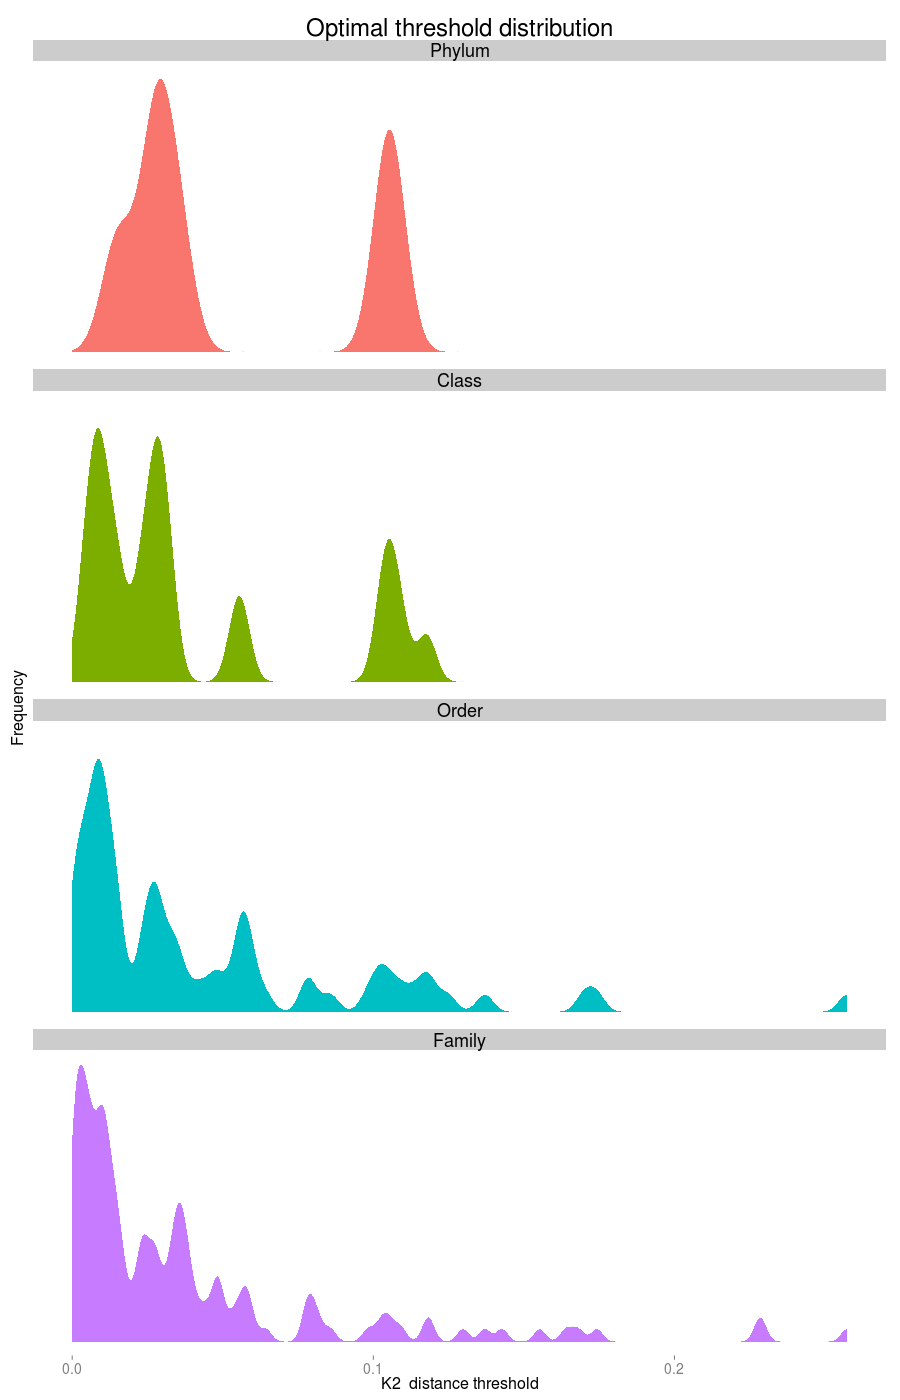 Optimal threshold distribution
Phylum
Class
Frequency
Order
Family
0.0 0.1 0.2
K2 distance threshold